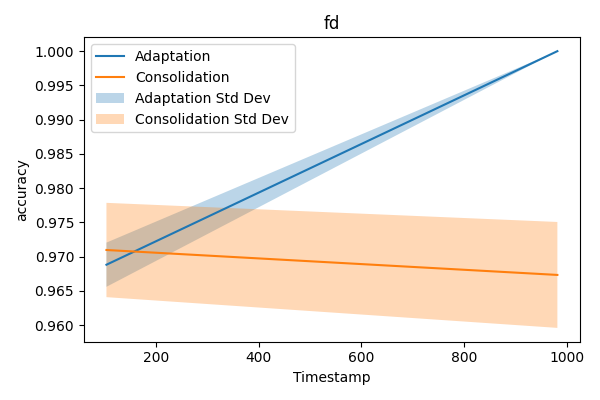 fd
Adaptation
Consolidation
Adaptation Std Dev
Consolidation Std Dev
accuracy
1.000
0.995
0.990
0.985
0.980
0.975
0.970
0.965
0.960
200 400 600 800 1000
Timestamp